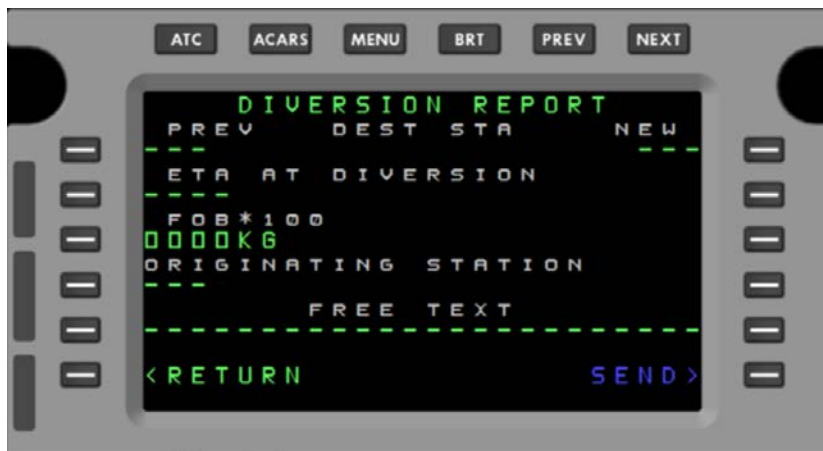 ATC ACARS MENU BRT PREV NEXT
DIVERSION REPORT
PREV DEST STA NEW
--- ---
ETA AT DIVERSION
----
FOB*100
0000KG
ORIGINATING STATION
---
FREE TEXT
------------------------
<RETURN SEND>